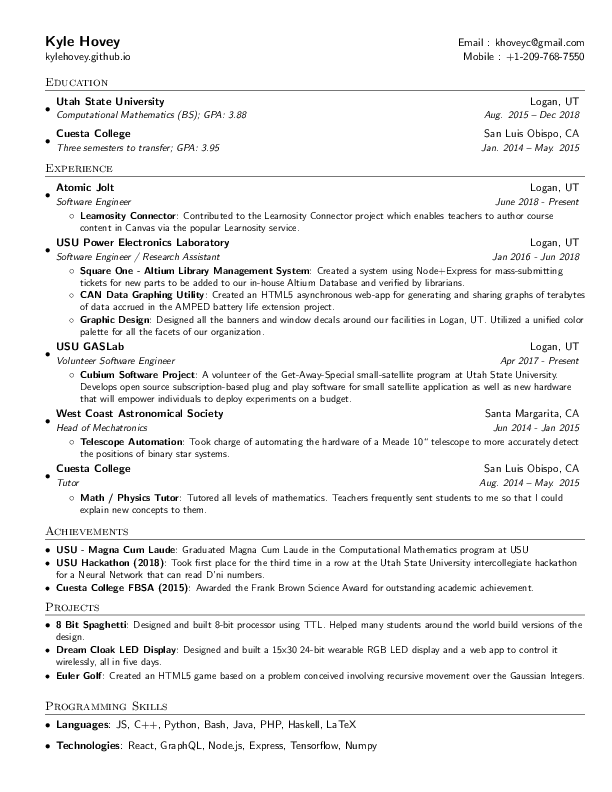 Kyle Hovey
Email : khoveyc@gmail.com
kylehovey.github.io
Mobile : +1-209-768-7550
Education
• Utah State University Logan, UT
Computational Mathematics (BS); GPA: 3.88 Aug. 2015 – Dec 2018
• Cuesta College San Luis Obispo, CA
Three semesters to transfer; GPA: 3.95 Jan. 2014 – May. 2015
Experience
• Atomic Jolt Logan, UT
Software Engineer June 2018 - Present
◦ Learnosity Connector: Contributed to the Learnosity Connector project which enables teachers to author course
content in Canvas via the popular Learnosity service.
• USU Power Electronics Laboratory Logan, UT
Software Engineer / Research Assistant Jan 2016 - Jun 2018
◦ Square One - Altium Library Management System: Created a system using Node+Express for mass-submitting
tickets for new parts to be added to our in-house Altium Database and verified by librarians.
◦ CAN Data Graphing Utility: Created an HTML5 asynchronous web-app for generating and sharing graphs of terabytes
of data accrued in the AMPED battery life extension project.
◦ Graphic Design: Designed all the banners and window decals around our facilities in Logan, UT. Utilized a unified color
palette for all the facets of our organization.
• USU GASLab Logan, UT
Volunteer Software Engineer Apr 2017 - Present
◦ Cubium Software Project: A volunteer of the Get-Away-Special small-satellite program at Utah State University.
Develops open source subscription-based plug and play software for small satellite application as well as new hardware
that will empower individuals to deploy experiments on a budget.
• West Coast Astronomical Society Santa Margarita, CA
Head of Mechatronics Jun 2014 - Jan 2015
◦ Telescope Automation: Took charge of automating the hardware of a Meade 10" telescope to more accurately detect
the positions of binary star systems.
• Cuesta College San Luis Obispo, CA
Tutor Aug. 2014 – May. 2015
◦ Math / Physics Tutor: Tutored all levels of mathematics. Teachers frequently sent students to me so that I could
explain new concepts to them.
Achievements
• USU - Magna Cum Laude: Graduated Magna Cum Laude in the Computational Mathematics program at USU
• USU Hackathon (2018): Took first place for the third time in a row at the Utah State University intercollegiate hackathon
for a Neural Network that can read D'ni numbers.
• Cuesta College FBSA (2015): Awarded the Frank Brown Science Award for outstanding academic achievement.
Projects
• 8 Bit Spaghetti: Designed and built 8-bit processor using TTL. Helped many students around the world build versions of the
design.
• Dream Cloak LED Display: Designed and built a 15x30 24-bit wearable RGB LED display and a web app to control it
wirelessly, all in five days.
• Euler Golf: Created an HTML5 game based on a problem conceived involving recursive movement over the Gaussian Integers.
Programming Skills
• Languages: JS, C++, Python, Bash, Java, PHP, Haskell, LaTeX
• Technologies: React, GraphQL, Node.js, Express, Tensorflow, Numpy